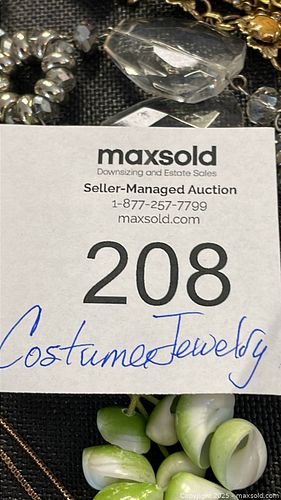 maxsold
Downsizing and Estate Sales
Seller-Managed Auction
1-877-257-7799
maxsold.com
208
Costume Jewelry
Copyright 2025 - maxsold.com